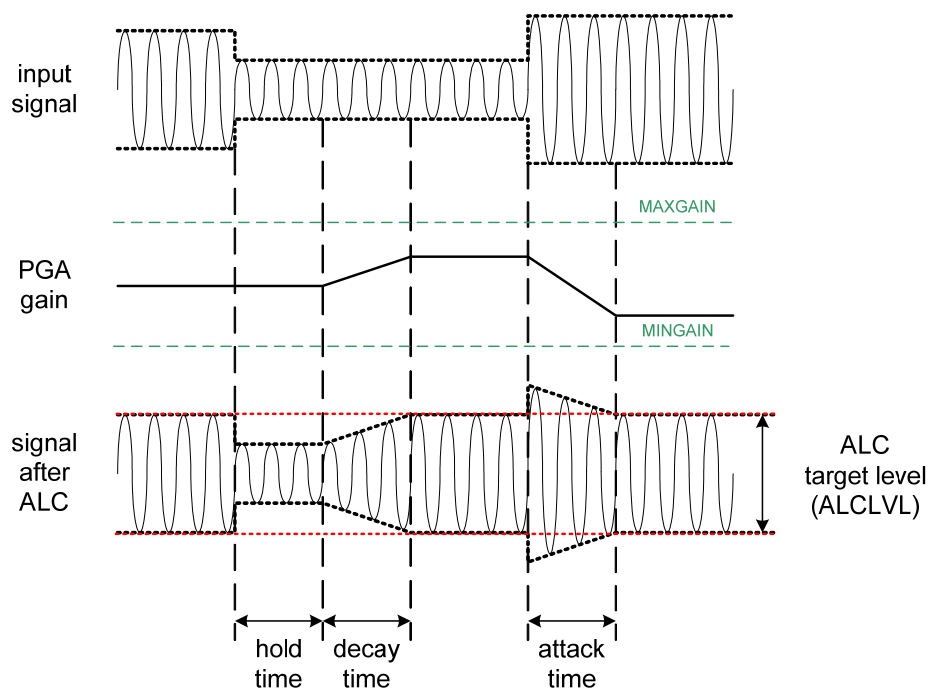 input
signal
MAXGAIN
PGA
gain
MINGAIN
signal
after
ALC
ALC
target level
(ALCLVL)
hold
time
decay
time
attack
time